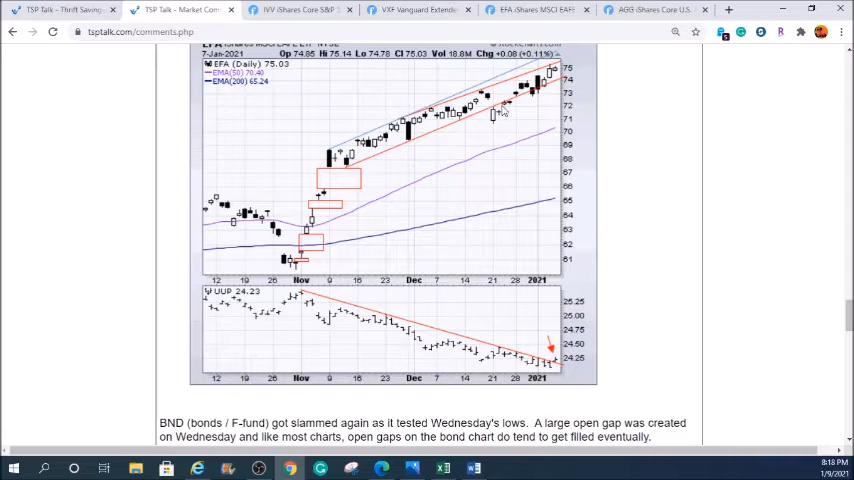 TSP Talk - Thrift Saving
TSP Talk - Market Com
IVV iShares Core S&P
VXF Vanguard Extende
EFA iShares MSCI EAFE
AGG iShares Core U.S.
tsptalk.com/comments.php
7-Jan-2021
Op 74.85 Hi 75.14 Lo 74.78 Cl 75.03 Vol 18.8M Chg +0.08 (+0.11%)
EFA (Daily) 75.03
EMA(50) 70.40
EMA(200) 65.24
75
74
73
72
71
70
69
68
67
66
65
64
63
62
61
12 19 26 Nov 9 16 23 Dec 7 14 21 28 2021
UUP 24.23
25.25
25.00
24.75
24.50
24.25
12 19 26 Nov 9 16 23 Dec 7 14 21 28 2021
BND (bonds / F-fund) got slammed again as it tested Wednesday's lows. A large open gap was created
on Wednesday and like most charts, open gaps on the bond chart do tend to get filled eventually.
8:18 PM
1/9/2021